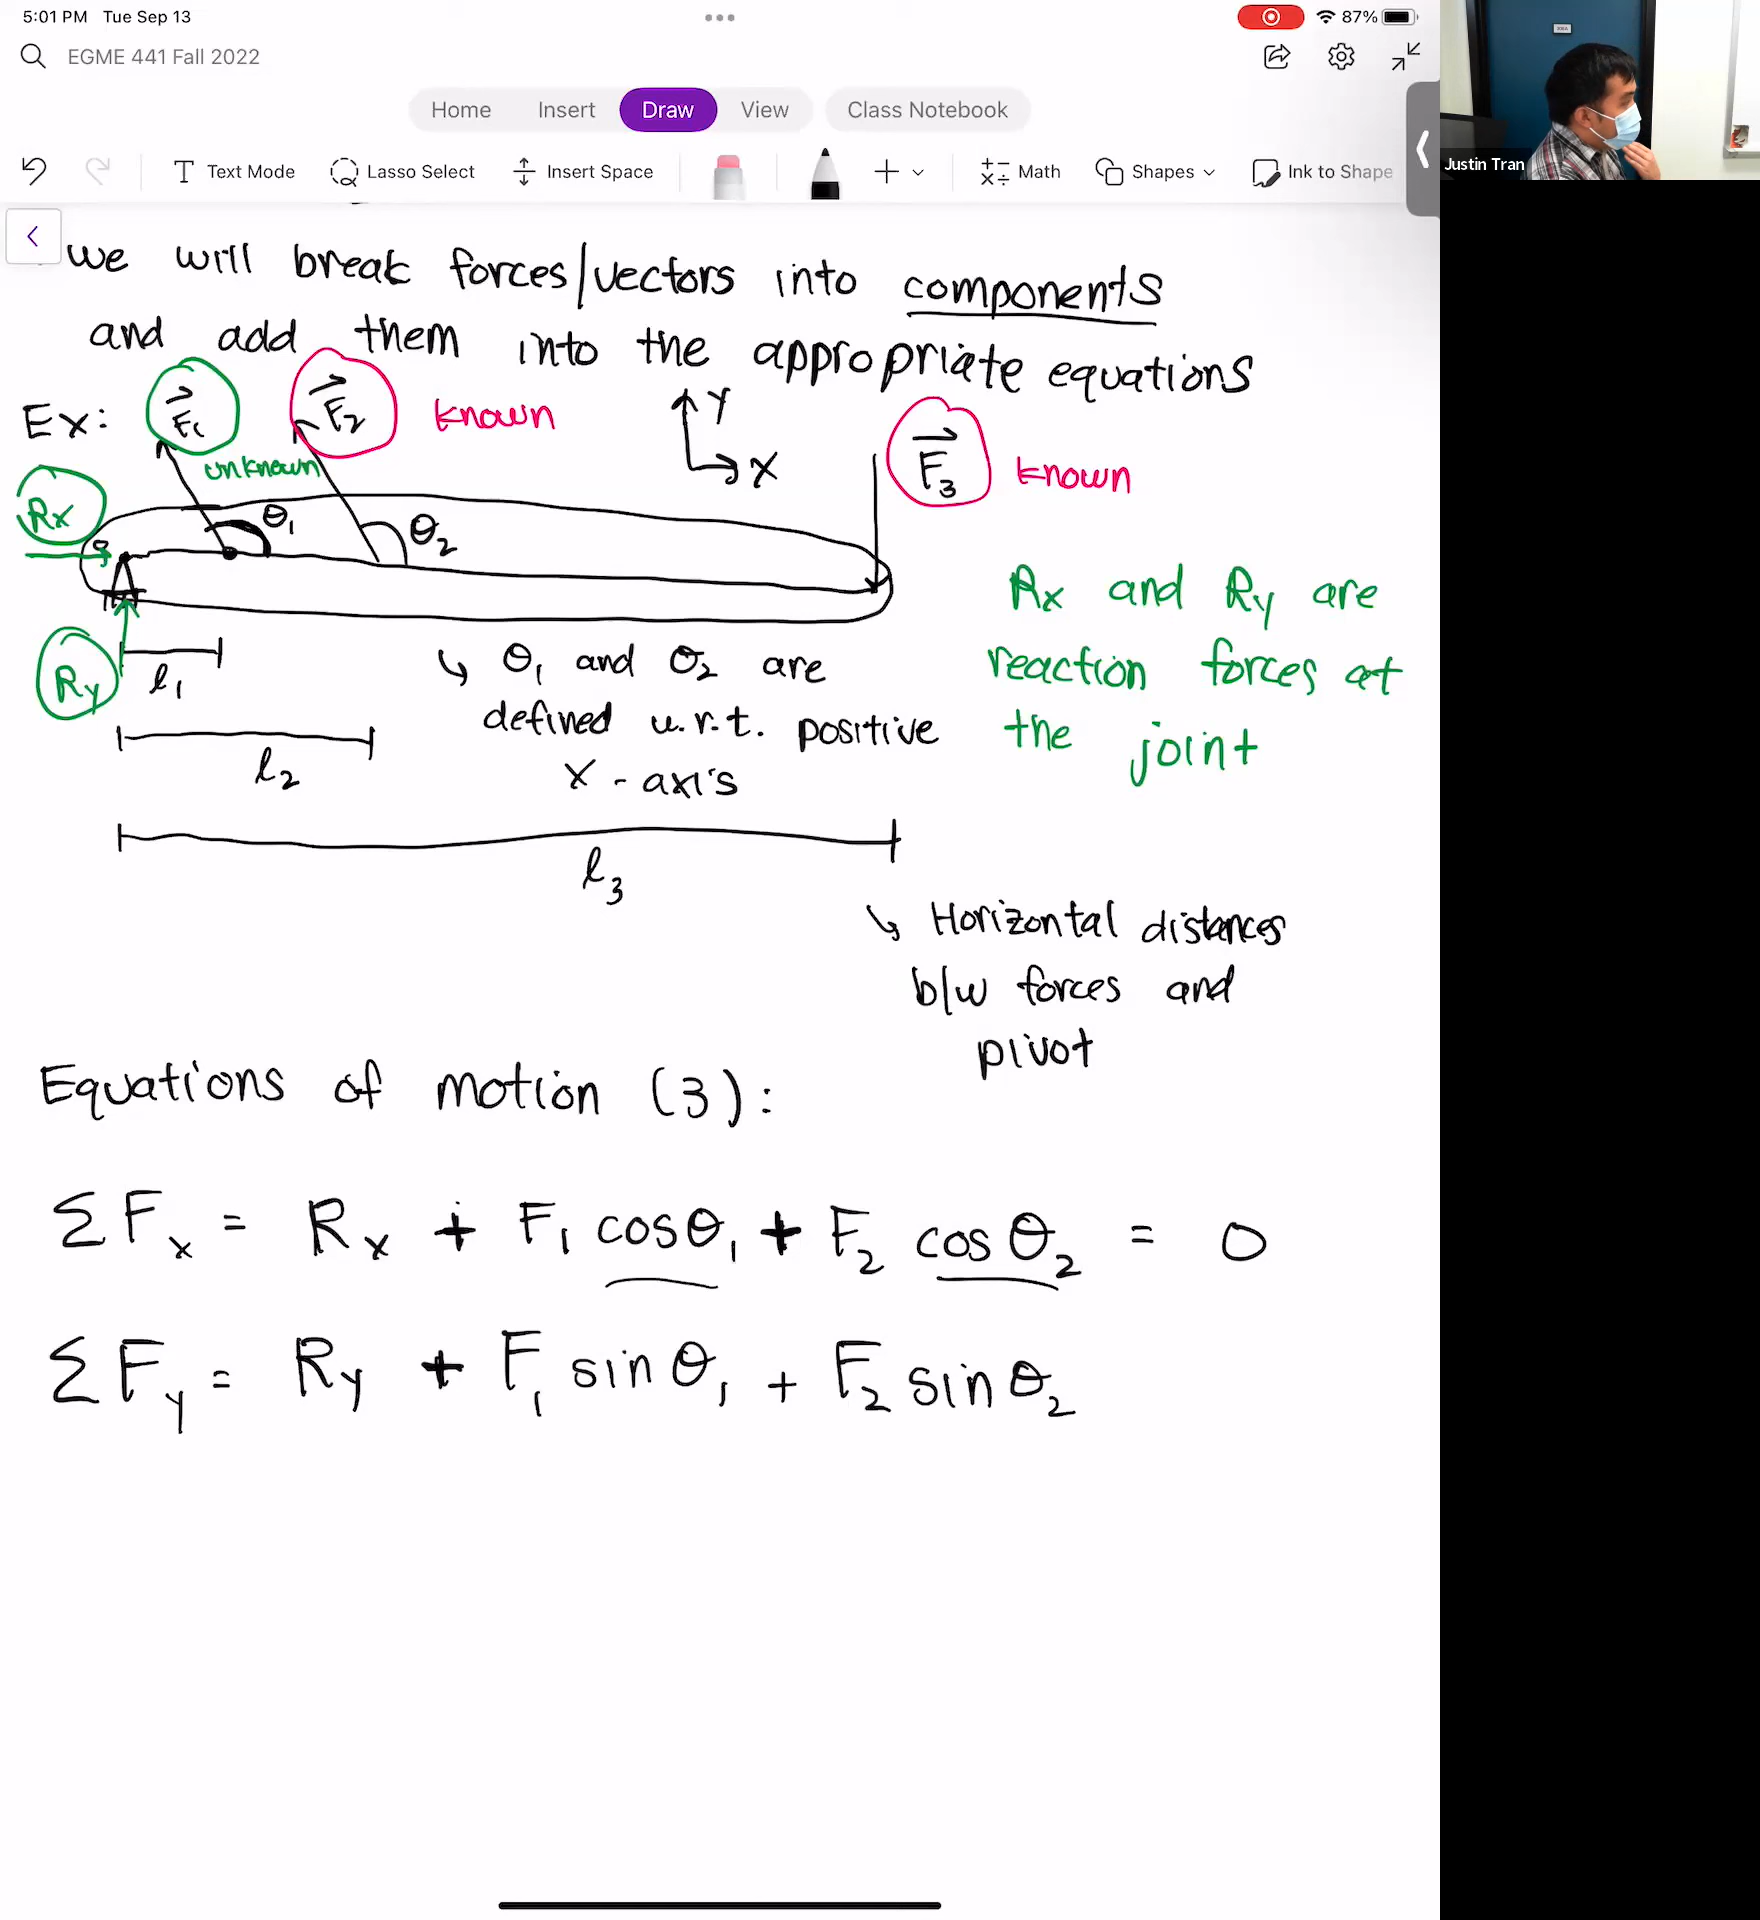 5:01 PM Tue Sep 13
87%
EGME 441 Fall 2022
Home Insert Draw View Class Notebook
Text Mode Lasso Select Insert Space Math Shapes Ink to Shape
Justin Tran
we will break forces/vectors into components
and add them into the appropriate equations
Ex: F₁ F₂ known Y
unknown X F₃ known
Rx θ₁ θ₂
Rx and Ry are
reaction forces at
the joint
Ry l₁
↳ θ₁ and θ₂ are
defined w.r.t. positive
x-axis
l₂
l₃
↳ Horizontal distances
b/w forces and
pivot
Equations of motion (3):
ΣFx = Rx + F₁ cosθ₁ + F₂ cosθ₂ = 0
ΣFy = Ry + F₁ sinθ₁ + F₂ sinθ₂